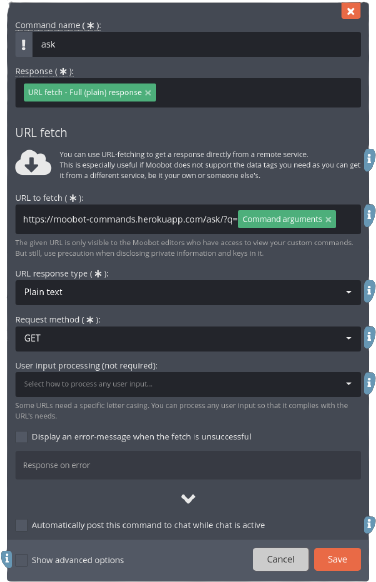 Command name ( ✱ ):
! ask
Response ( ✱ ):
URL fetch - Full (plain) response ×
URL fetch
You can use URL-fetching to get a response directly from a remote service.
This is especially useful if Moobot does not support the data tags you need as you can get
it from a different service, be it your own or someone else's.
URL to fetch ( ✱ ):
https://moobot-commands.herokuapp.com/ask/?q= Command arguments ×
The given URL is only visible to the Moobot editors who have access to view your custom commands.
But still, use precaution when disclosing private information and keys in it.
URL response type ( ✱ ):
Plain text
Request method ( ✱ ):
GET
User input processing (not required):
Select how to process any user input...
Some URLs need a specific letter casing. You can process any user input so that it complies with the
URL's needs.
Display an error-message when the fetch is unsuccessful
Response on error
Automatically post this command to chat while chat is active
Show advanced options
Cancel
Save